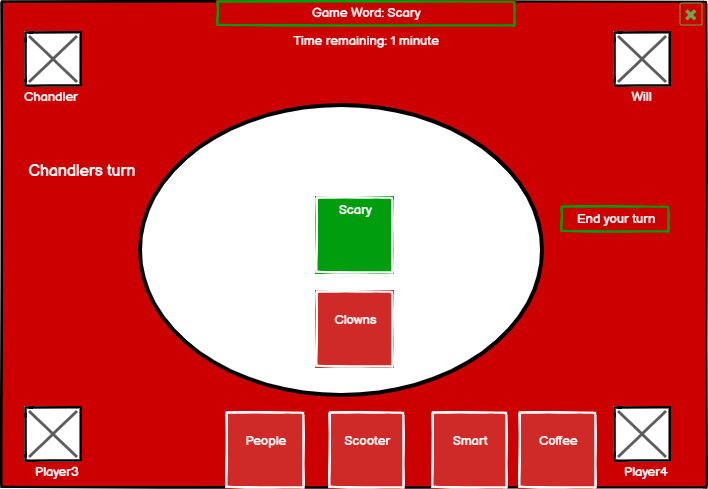 Game Word: Scary
Time remaining: 1 minute
Chandler
Will
Chandlers turn
Scary
End your turn
Clowns
People
Scooter
Smart
Coffee
Player3
Player4